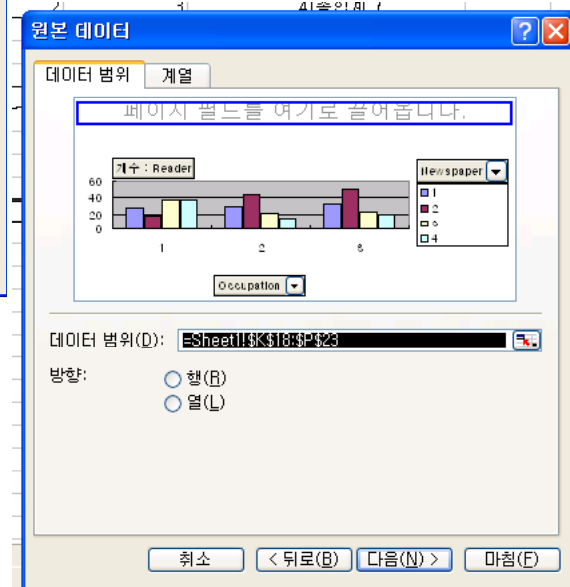 2 3
원본 데이터
데이터 범위 계열
페이지 필드를 여기로 끌어옵니다.
개수 : Reader
Newspaper
60
40
20
0
1
2
4
1 2
Occupation
데이터 범위(D): =Sheet1!$K$18:$P$23
방향: 행(R)
열(L)
취소 < 뒤로(B) 다음(N) > 마침(F)